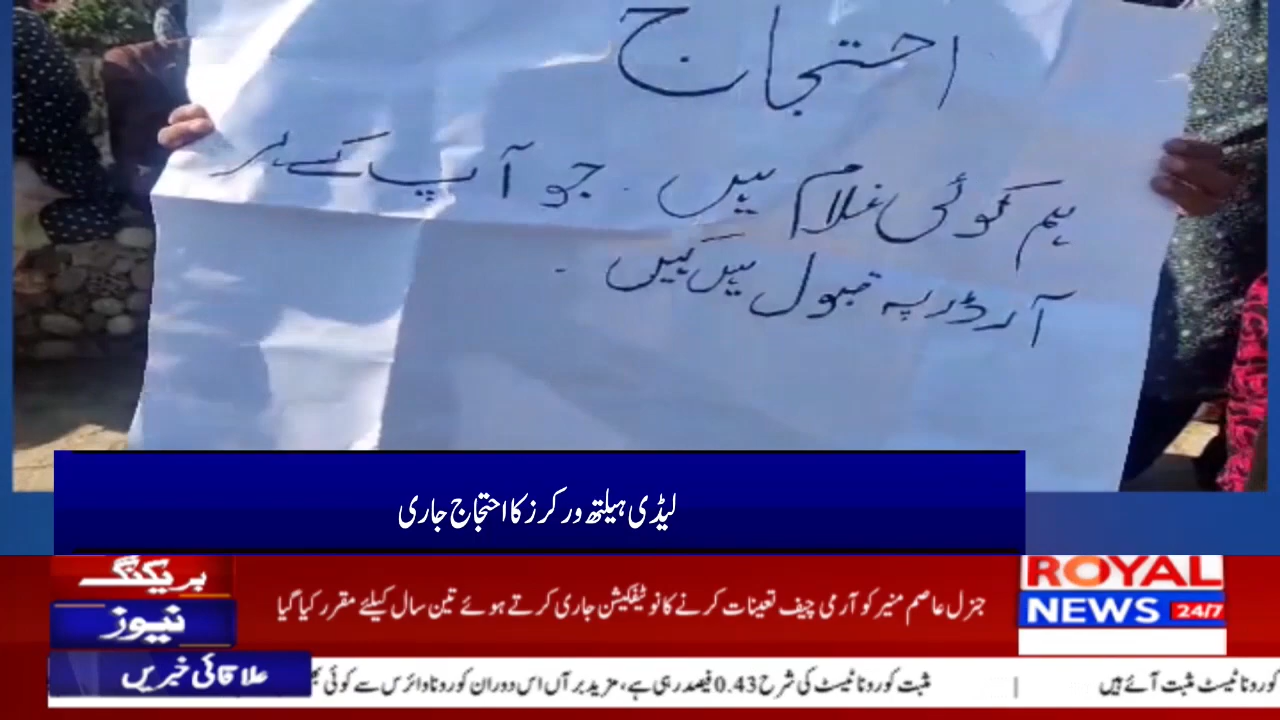 احتجاج
ہم کوئی غلام ہیں۔ جو آپ کے ہر
آرڈر پہ قبول ہیں کہیں۔
لیڈی ہیلتھ ورکرز کا احتجاج جاری
بریکنگ
نیوز
جنرل عاصم منیر کو آرمی چیف تعینات کرنے کا نوٹیفکیشن جاری کرتے ہوئے تین سال کیلئے مقرر کیا گیا
ROYAL
NEWS 24/7
علاقائی خبریں
کورونا ٹیسٹ مثبت آئے ہیں | مثبت کورونا ٹیسٹ کی شرح 0.43 فیصد رہی ہے، مزید برآں اس دوران کورونا وائرس سے کوئی